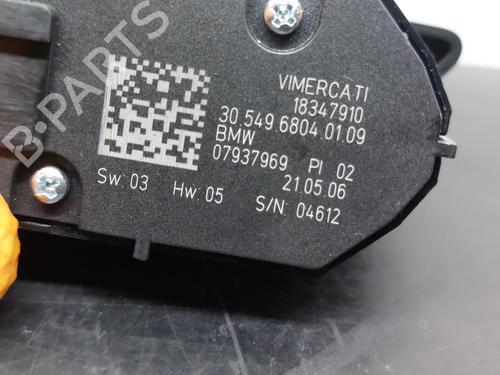 B-PARTS
VIMERCATI
18347910
30.549.6804.01.09
BMW
07937969 PI 02
21.05.06
Sw: 03 Hw: 05 S/N: 04612